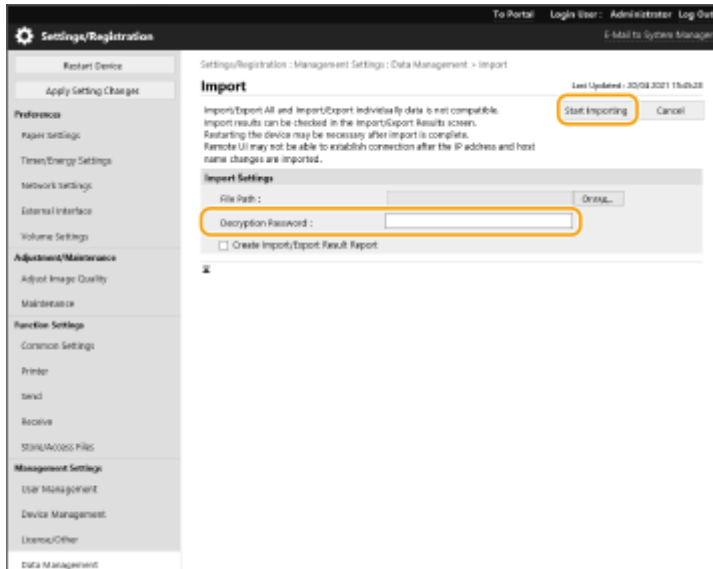 To Portal Login User: Administrator Log Out
Settings/Registration
E-Mail to System Manager
Restart Device
Apply Setting Changes
Preferences
Paper Settings
Timer/Energy Settings
Network Settings
External Interface
Volume Settings
Adjustment/Maintenance
Adjust Image Quality
Maintenance
Function Settings
Common Settings
Printer
Send
Receive
Store/Access Files
Management Settings
User Management
Device Management
License/Other
Data Management
Settings/Registration : Management Settings : Data Management > Import
Import
Last Updated : 20/04 2021 15:45:28
Import/Export All and Import/Export Individually data is not compatible.
Import results can be checked in the Import/Export Results screen.
Restarting the device may be necessary after import is complete.
Remote UI may not be able to establish connection after the IP address and host
name changes are imported.
Start Importing
Cancel
Import Settings
File Path :
Decryption Password :
Create Import/Export Result Report